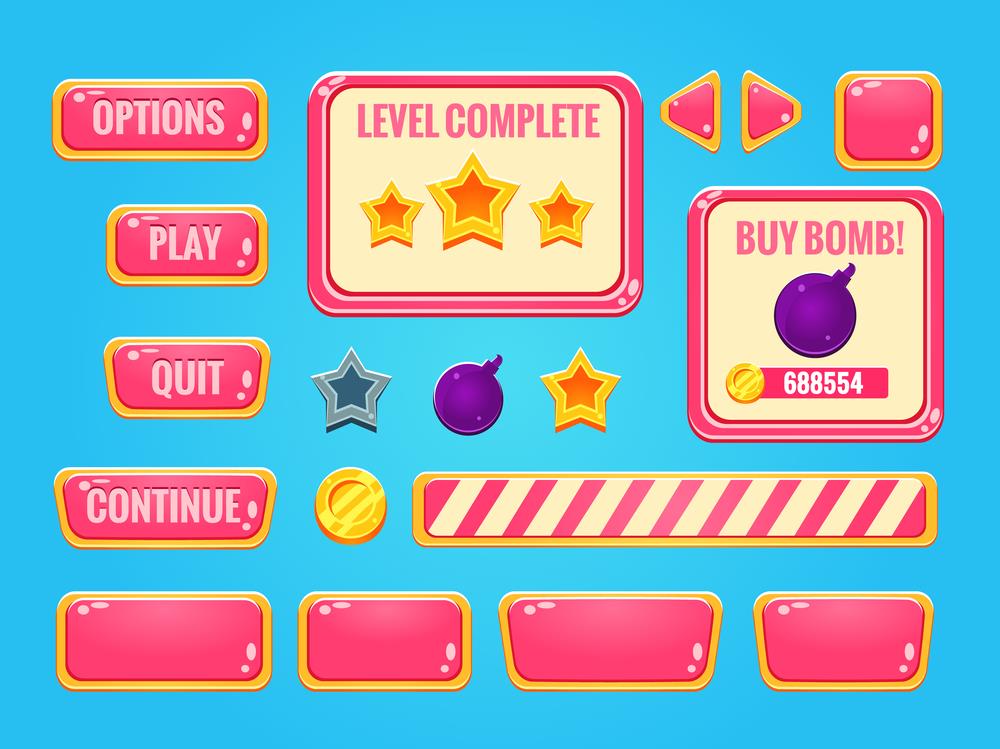 OPTIONS
LEVEL COMPLETE
PLAY
BUY BOMB!
QUIT
688554
CONTINUE